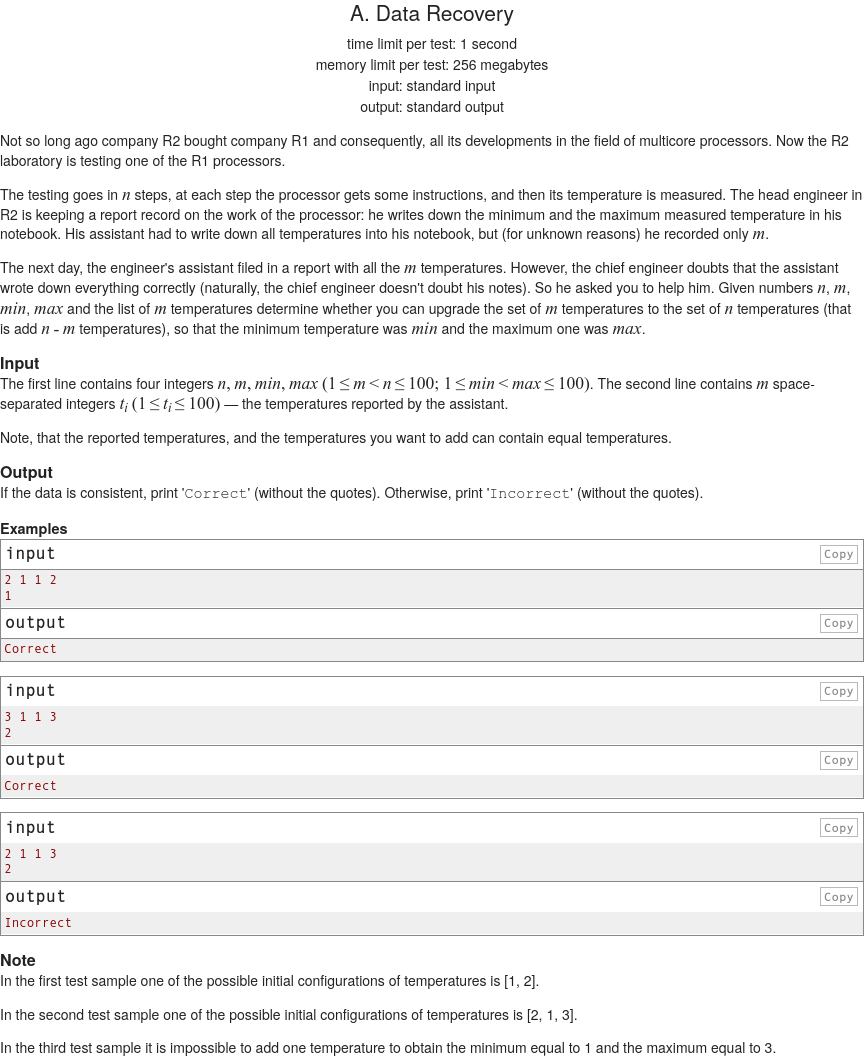 A. Data Recovery
time limit per test: 1 second
memory limit per test: 256 megabytes
input: standard input
output: standard output
Not so long ago company R2 bought company R1 and consequently, all its developments in the field of multicore processors. Now the R2
laboratory is testing one of the R1 processors.
The testing goes in n steps, at each step the processor gets some instructions, and then its temperature is measured. The head engineer in
R2 is keeping a report record on the work of the processor: he writes down the minimum and the maximum measured temperature in his
notebook. His assistant had to write down all temperatures into his notebook, but (for unknown reasons) he recorded only m.
The next day, the engineer's assistant filed in a report with all the m temperatures. However, the chief engineer doubts that the assistant
wrote down everything correctly (naturally, the chief engineer doesn't doubt his notes). So he asked you to help him. Given numbers n, m,
min, max and the list of m temperatures determine whether you can upgrade the set of m temperatures to the set of n temperatures (that
is add n - m temperatures), so that the minimum temperature was min and the maximum one was max.
Input
The first line contains four integers n, m, min, max (1 ≤ m < n ≤ 100; 1 ≤ min < max ≤ 100). The second line contains m space-
separated integers tᵢ (1 ≤ tᵢ ≤ 100) — the temperatures reported by the assistant.
Note, that the reported temperatures, and the temperatures you want to add can contain equal temperatures.
Output
If the data is consistent, print 'Correct' (without the quotes). Otherwise, print 'Incorrect' (without the quotes).
Examples
input Copy
2 1 1 2
1
output Copy
Correct
input Copy
3 1 1 3
2
output Copy
Correct
input Copy
2 1 1 3
2
output Copy
Incorrect
Note
In the first test sample one of the possible initial configurations of temperatures is [1, 2].
In the second test sample one of the possible initial configurations of temperatures is [2, 1, 3].
In the third test sample it is impossible to add one temperature to obtain the minimum equal to 1 and the maximum equal to 3.